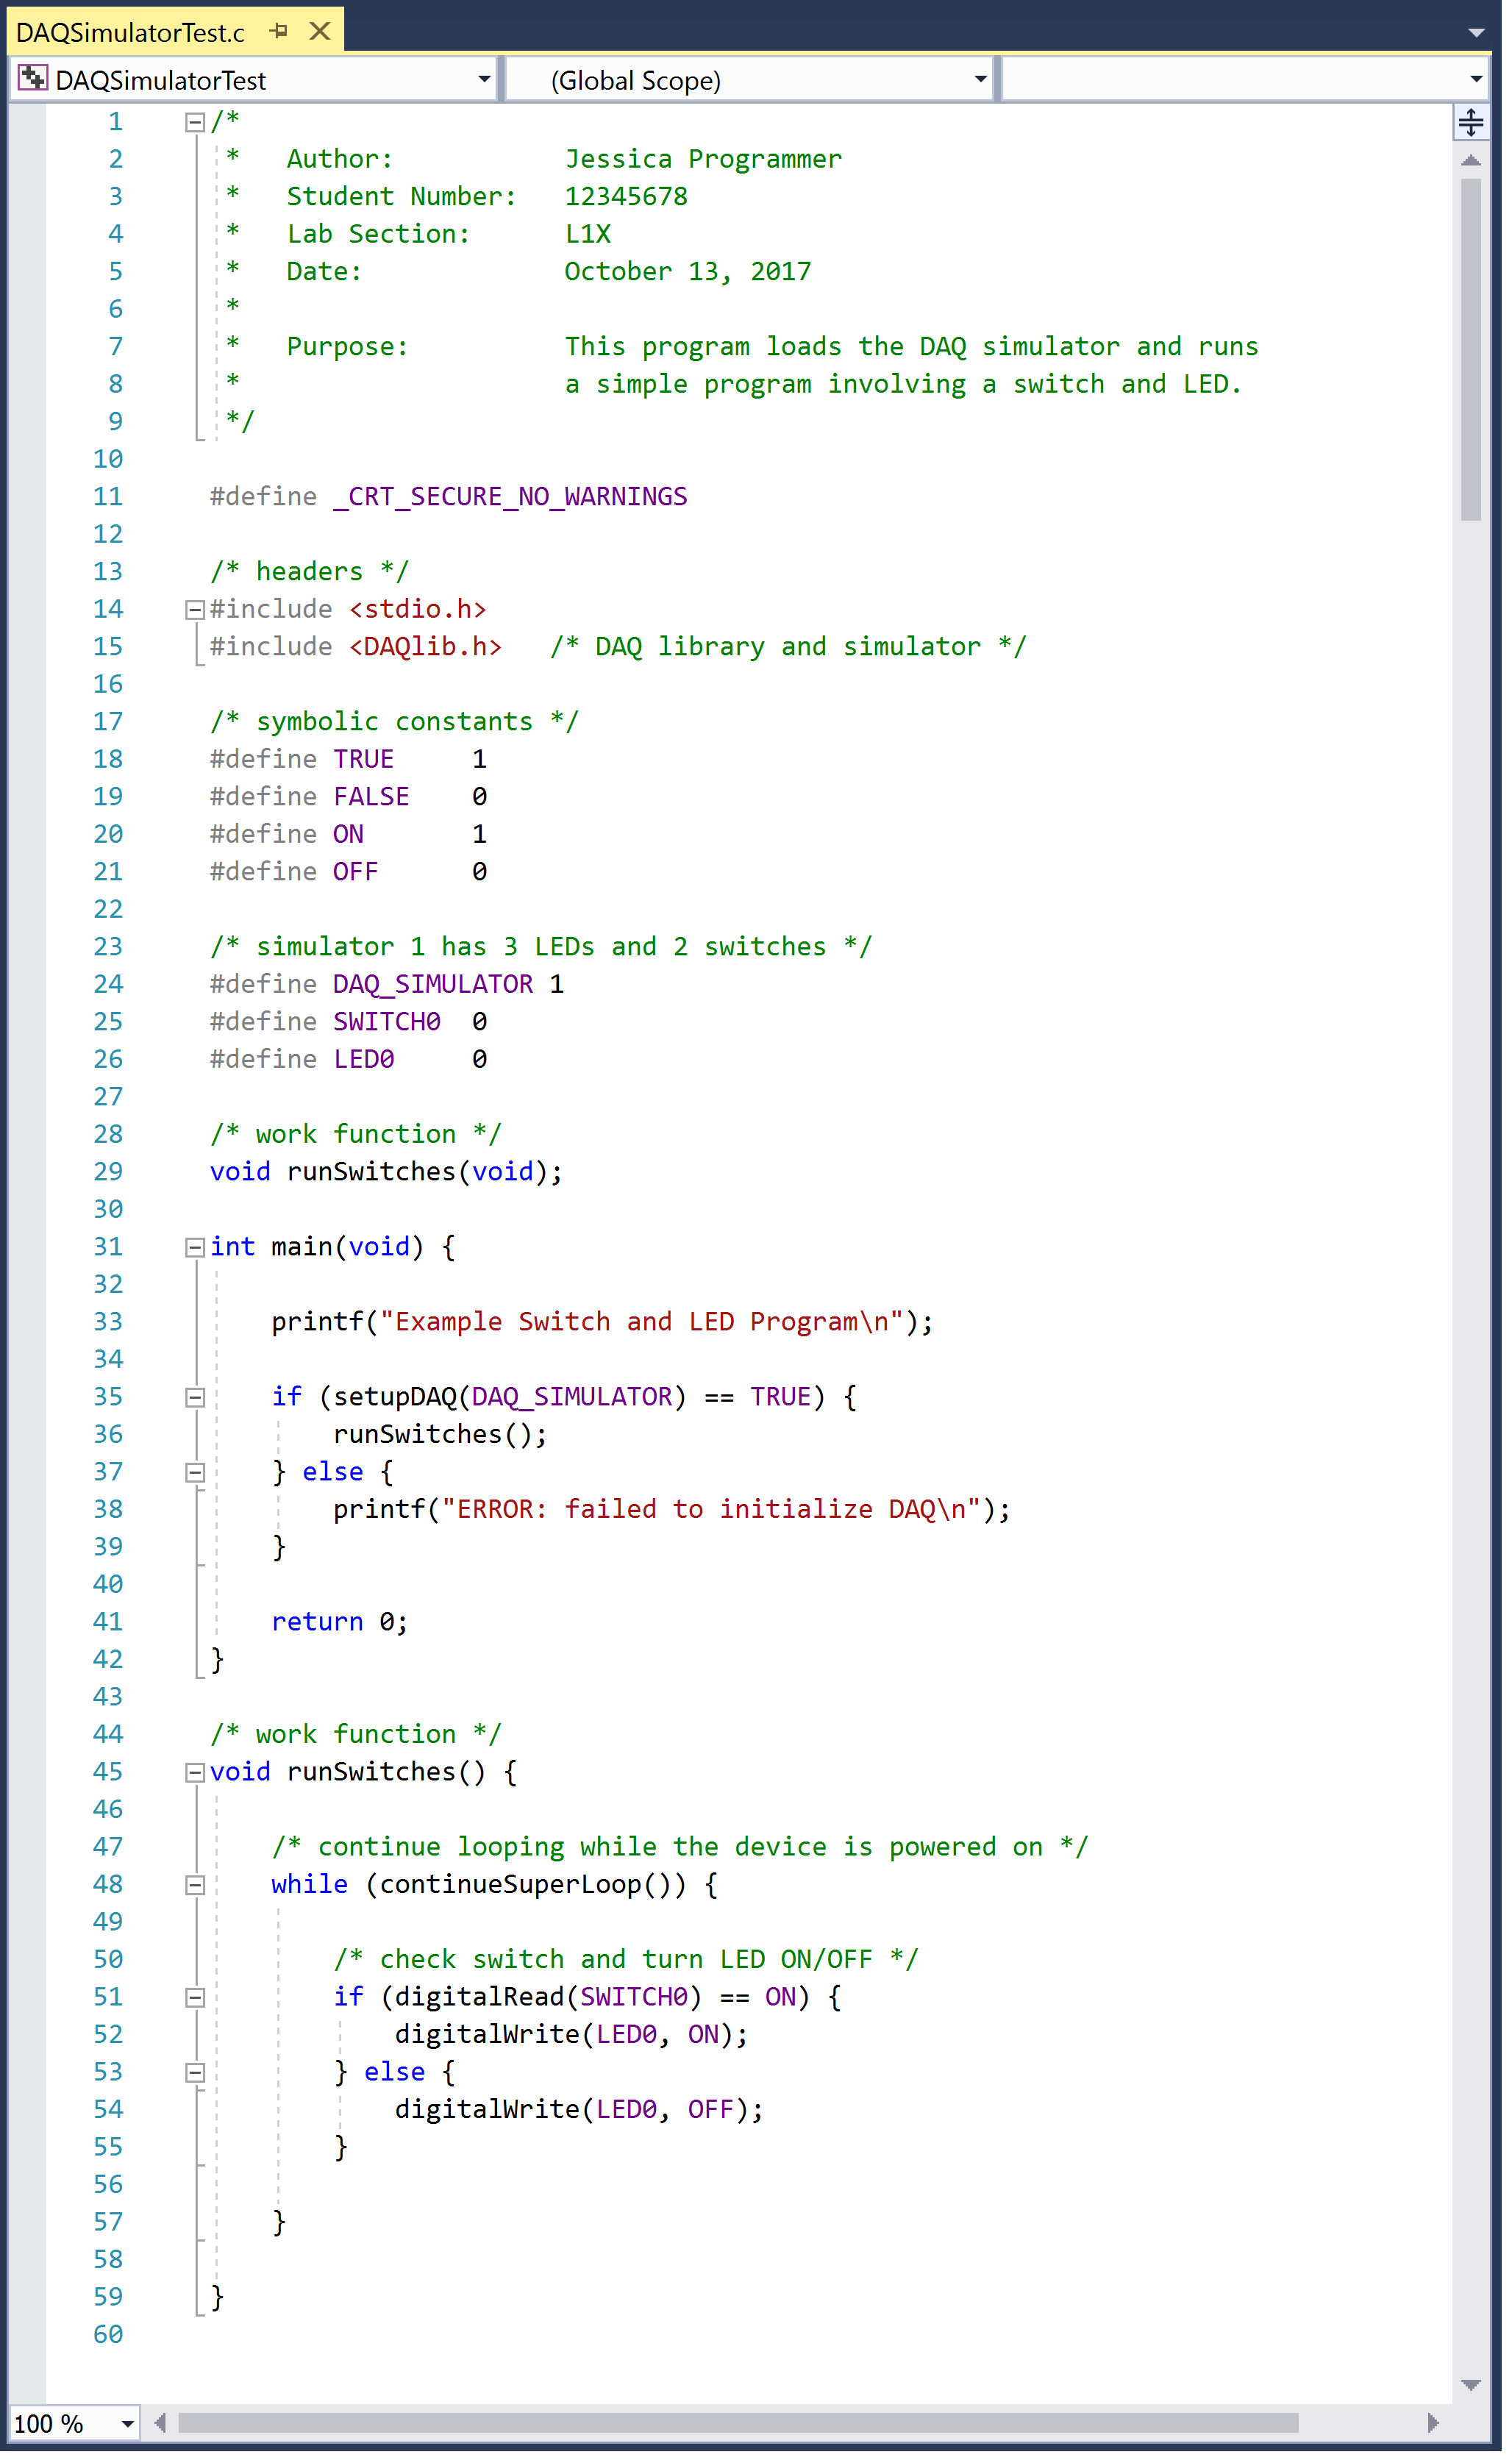 DAQSimulatorTest.c
DAQSimulatorTest (Global Scope)
1 /*
2  *   Author:           Jessica Programmer
3  *   Student Number:   12345678
4  *   Lab Section:      L1X
5  *   Date:             October 13, 2017
6  *
7  *   Purpose:          This program loads the DAQ simulator and runs
8  *                     a simple program involving a switch and LED.
9  */
10
11 #define _CRT_SECURE_NO_WARNINGS
12
13 /* headers */
14 #include <stdio.h>
15 #include <DAQlib.h>   /* DAQ library and simulator */
16
17 /* symbolic constants */
18 #define TRUE     1
19 #define FALSE    0
20 #define ON       1
21 #define OFF      0
22
23 /* simulator 1 has 3 LEDs and 2 switches */
24 #define DAQ_SIMULATOR 1
25 #define SWITCH0  0
26 #define LED0     0
27
28 /* work function */
29 void runSwitches(void);
30
31 int main(void) {
32
33     printf("Example Switch and LED Program\n");
34
35     if (setupDAQ(DAQ_SIMULATOR) == TRUE) {
36         runSwitches();
37     } else {
38         printf("ERROR: failed to initialize DAQ\n");
39     }
40
41     return 0;
42 }
43
44 /* work function */
45 void runSwitches() {
46
47     /* continue looping while the device is powered on */
48     while (continueSuperLoop()) {
49
50         /* check switch and turn LED ON/OFF */
51         if (digitalRead(SWITCH0) == ON) {
52             digitalWrite(LED0, ON);
53         } else {
54             digitalWrite(LED0, OFF);
55         }
56
57     }
58
59 }
60
100 %